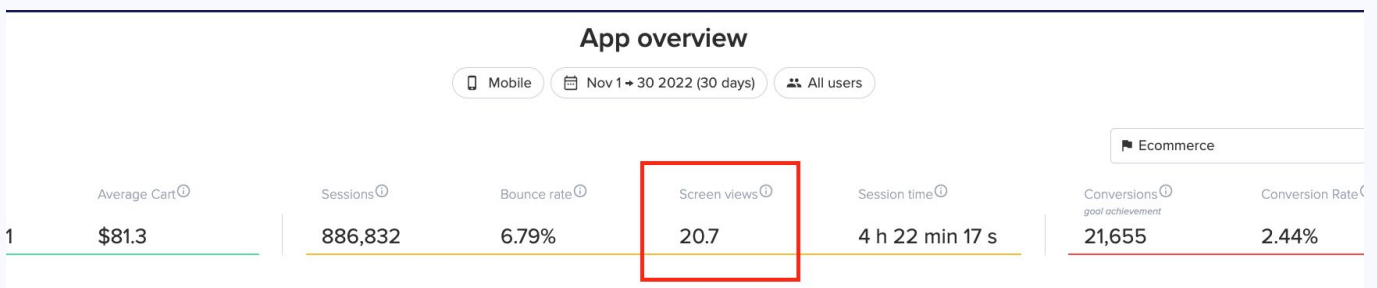 App overview
Mobile
Nov 1 → 30 2022 (30 days)
All users
Ecommerce
Average Cart
Sessions
Bounce rate
Screen views
Session time
Conversions
goal achievement
Conversion Rate
1
$81.3
886,832
6.79%
20.7
4 h 22 min 17 s
21,655
2.44%